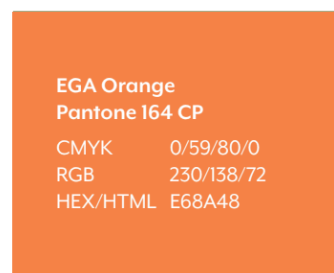 EGA Orange
Pantone 164 CP
CMYK 0/59/80/0
RGB 230/138/72
HEX/HTML E68A48